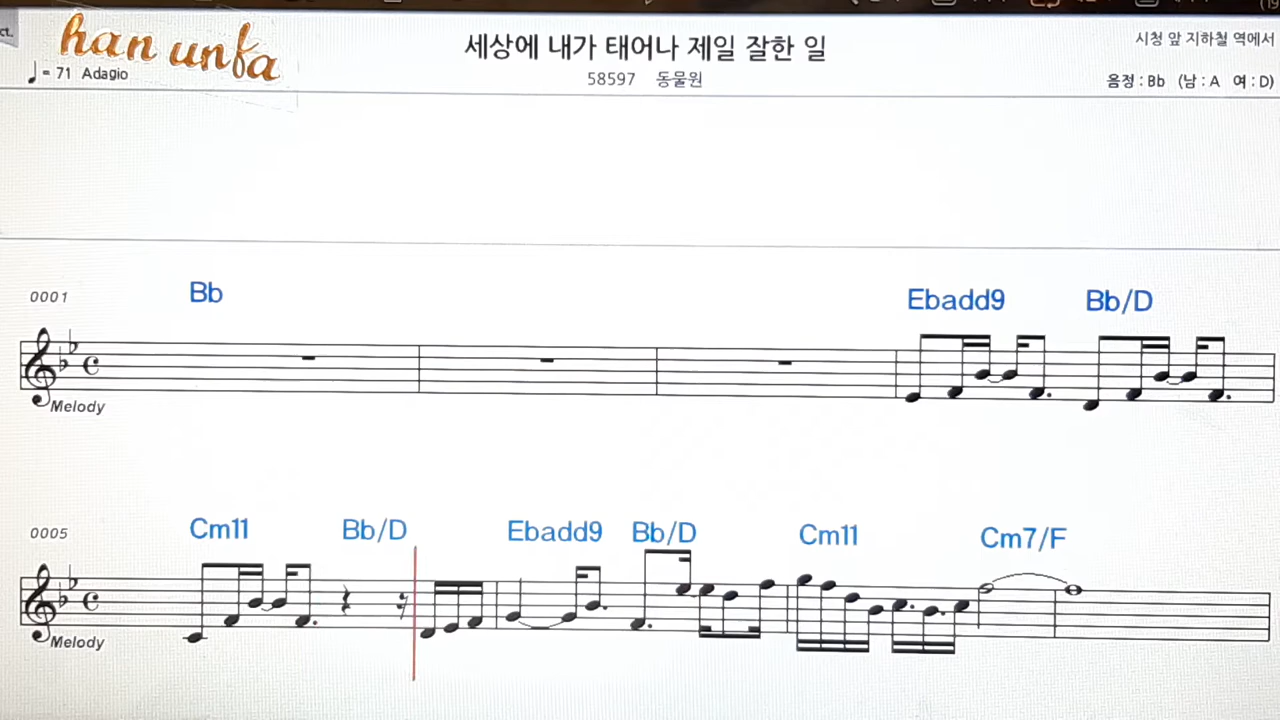 ct.
han unfa
세상에 내가 태어나 제일 잘한 일
시청 앞 지하철 역에서
= 71 Adagio
58597 동물원
음정 : Bb (남 : A 여 : D)
0001
Bb
Ebadd9
Bb/D
Melody
0005
Cm11
Bb/D
Ebadd9
Bb/D
Cm11
Cm7/F
Melody